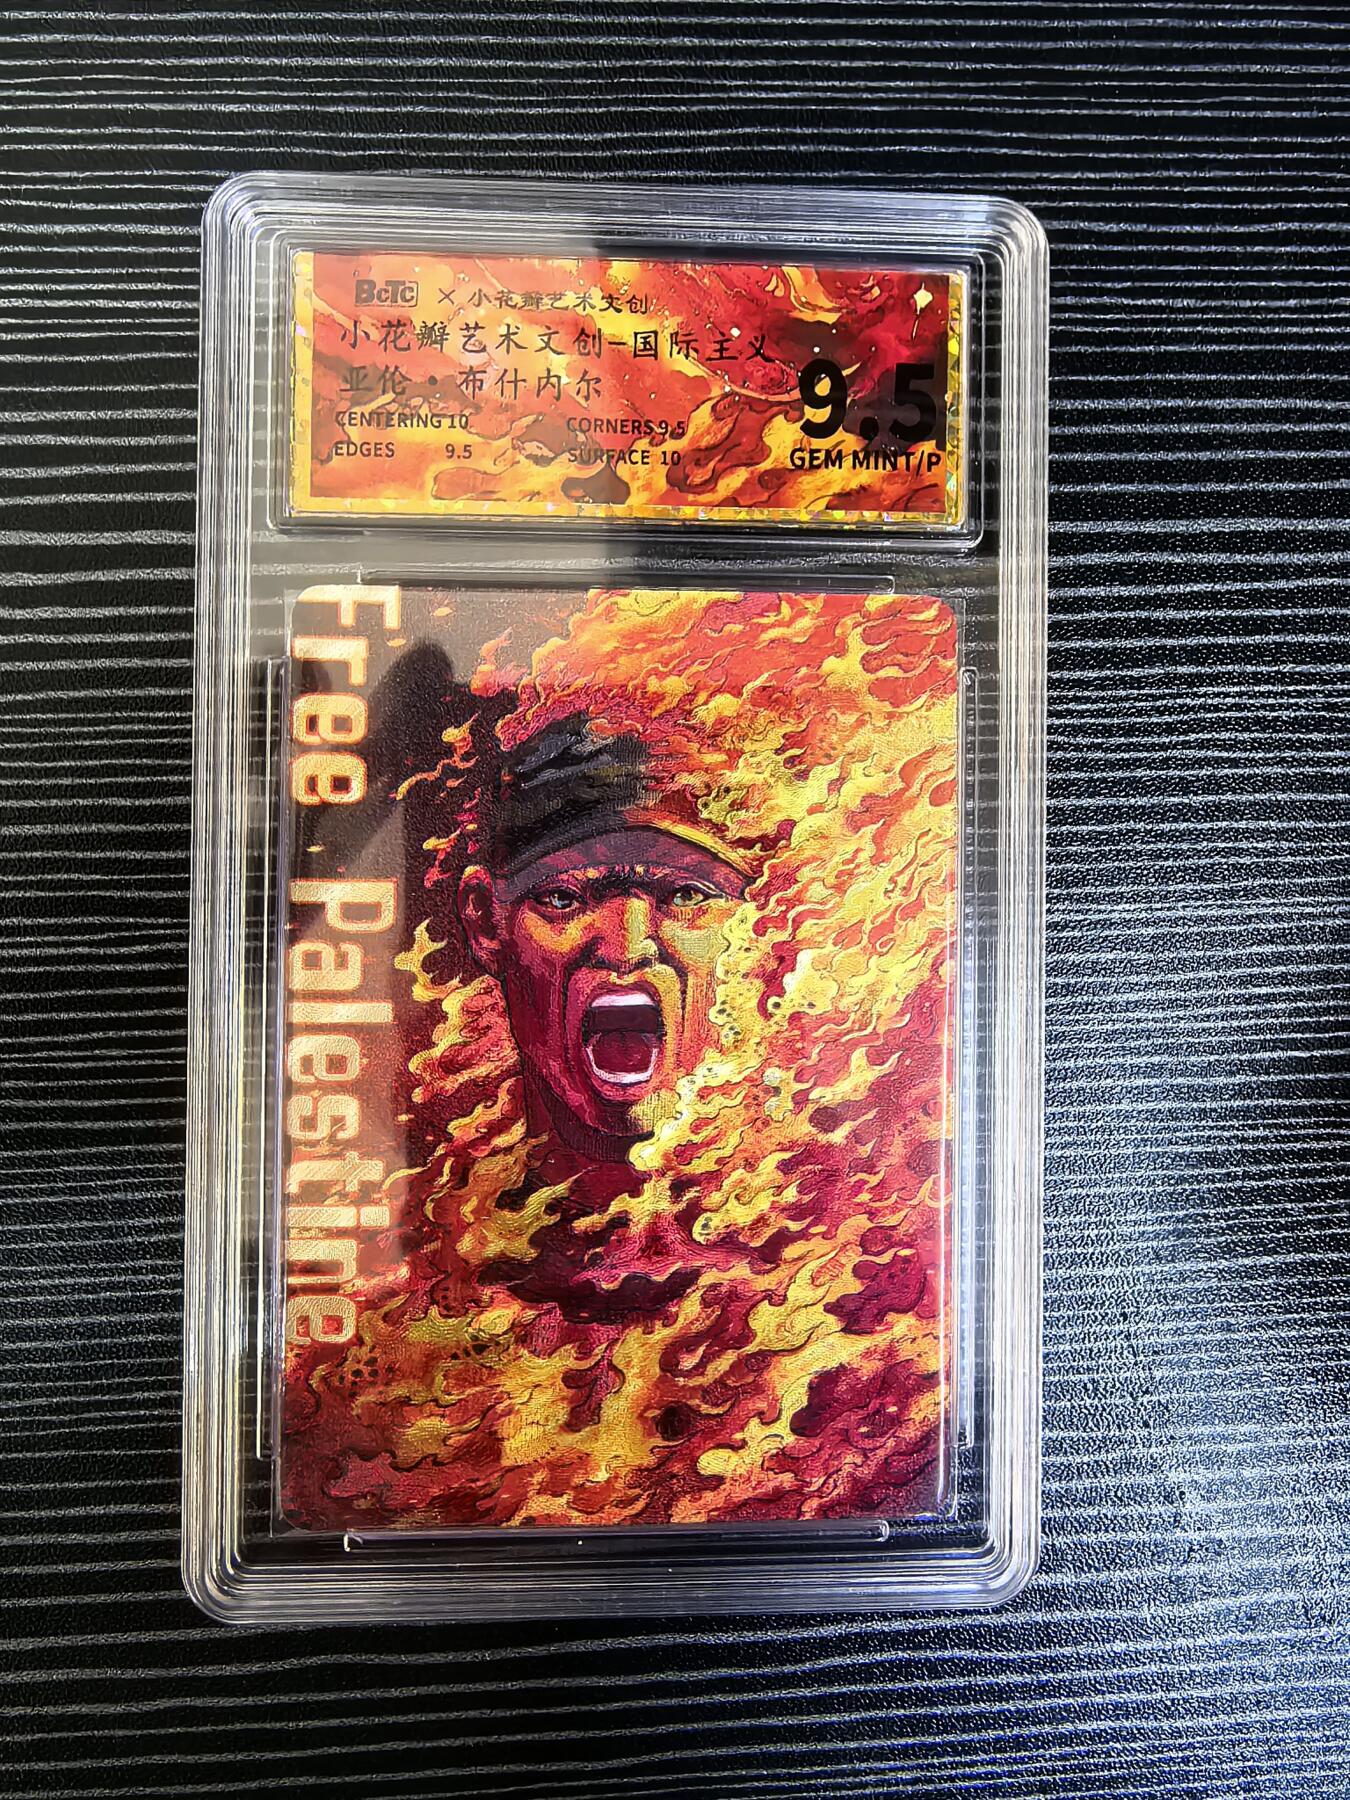 BCTC × 小花瓣艺术文创
小花瓣艺术文创-国际主义
亚伦·布什内尔
CENTERING 10 CORNERS 9.5
EDGES 9.5 SURFACE 10
9.5
GEM MINT/P
Free Palestine